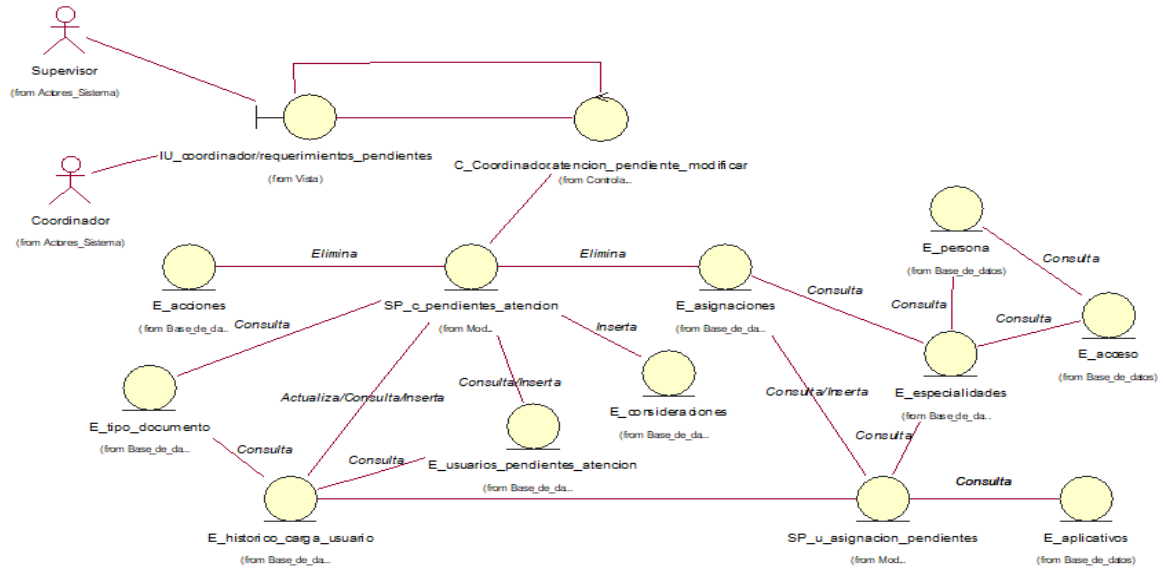 Supervisor
(from Actores_Sistema)
IU_coordinador/requerimientos_pendientes
(from Vista)
C_Coordinador.atencion_pendiente_modificar
(from Controla...
Coordinador
(from Actores_Sistema)
E_persona
(from Base_de_datos)
Elimina
Elimina
Consulta
E_acciones
(from Base_de_da...
SP_c_pendientes_atencion
(from Mod...
E_asignaciones
(from Base_de_da...
Consulta
Consulta
Consulta
Consulta
Inserta
E_acceso
(from Base_de_datos)
E_especialidades
(from Base_de_da...
Actualiza/Consulta/Inserta
Consulta/Inserta
Consulta/Inserta
E_tipo_documento
(from Base_de_da...
E_consideraciones
(from Base_de_da...
Consulta
Consulta
Consulta
E_usuarios_pendientes_atencion
(from Base_de_da...
Consulta
E_historico_carga_usuario
(from Base_de_da...
SP_u_asignacion_pendientes
(from Mod...
E_aplicativos
(from Base_de_datos)